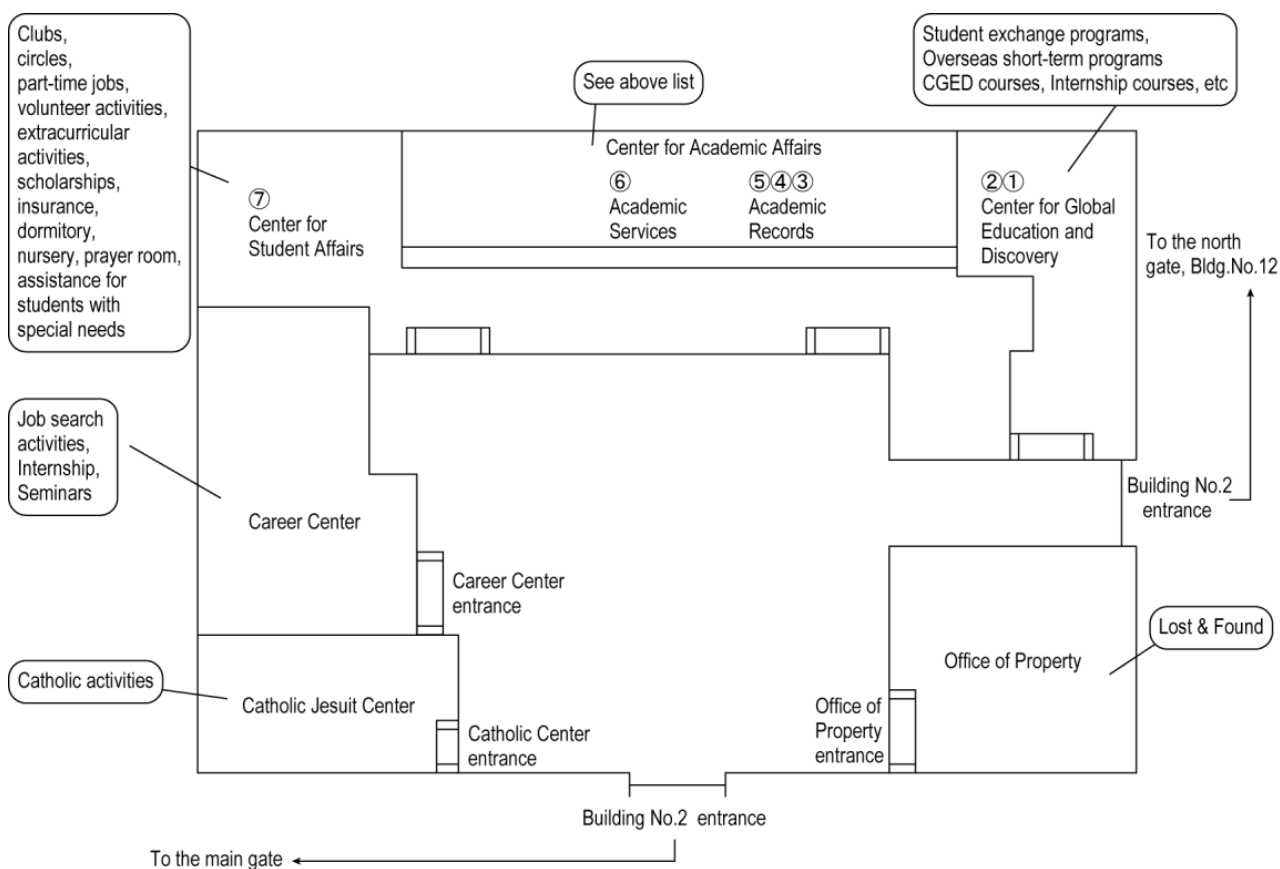 Clubs,
circles,
part-time jobs,
volunteer activities,
extracurricular
activities,
scholarships,
insurance,
dormitory,
nursery, prayer room,
assistance for
students with
special needs
See above list
Student exchange programs,
Overseas short-term programs
CGED courses, Internship courses, etc
Center for Academic Affairs
⑦
Center for
Student Affairs
⑥
Academic
Services
⑤④③
Academic
Records
②①
Center for Global
Education and
Discovery
To the north
gate, Bldg.No.12
Job search
activities,
Internship,
Seminars
Career Center
Building No.2
entrance
Career Center
entrance
Lost & Found
Office of Property
Catholic activities
Catholic Jesuit Center
Catholic Center
entrance
Office of
Property
entrance
Building No.2 entrance
To the main gate